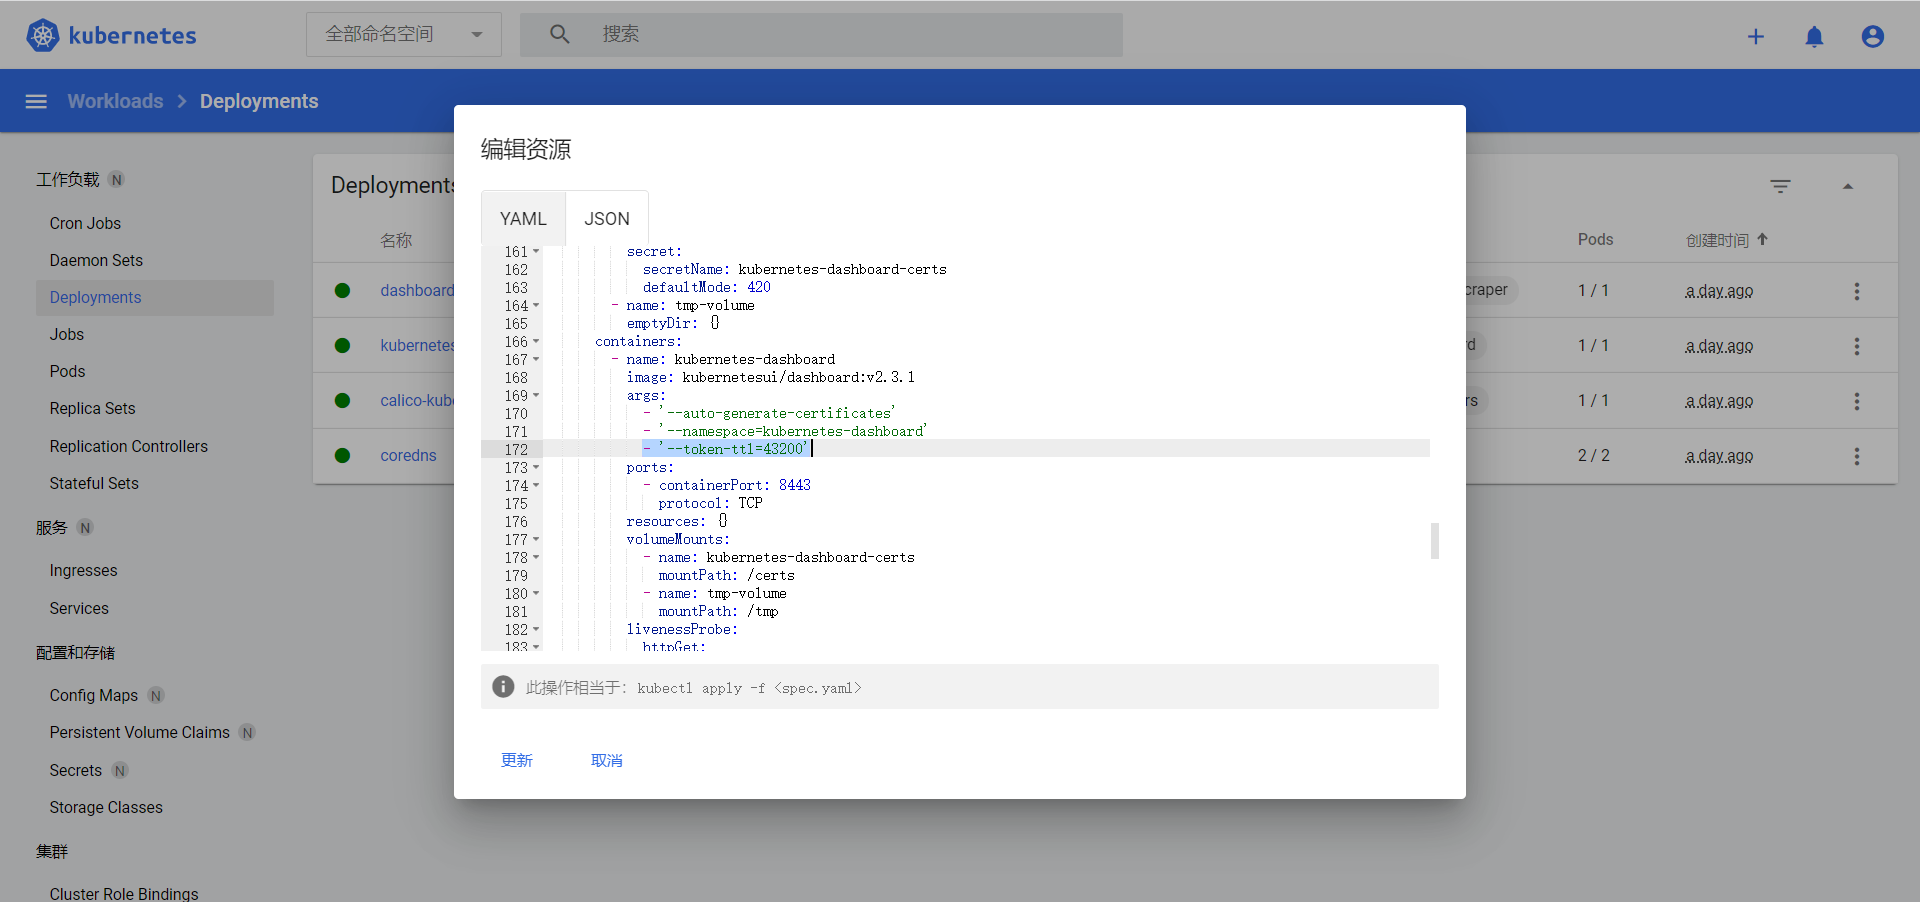 kubernetes
全部命名空间
搜索
Workloads > Deployments
编辑资源
工作负载 N
Cron Jobs
Daemon Sets
Deployments
Jobs
Pods
Replica Sets
Replication Controllers
Stateful Sets
服务 N
Ingresses
Services
配置和存储
Config Maps N
Persistent Volume Claims N
Secrets N
Storage Classes
集群
Cluster Role Bindings
Deployments
名称
Pods
创建时间
dashboard
craper
1 / 1
a day ago
kubernetes
rd
1 / 1
a day ago
calico-kube
rs
1 / 1
a day ago
coredns
2 / 2
a day ago
YAML
JSON
161 secret:
162 secretName: kubernetes-dashboard-certs
163 defaultMode: 420
164 - name: tmp-volume
165 emptyDir: {}
166 containers:
167 - name: kubernetes-dashboard
168 image: kubernetesui/dashboard:v2.3.1
169 args:
170 - '--auto-generate-certificates'
171 - '--namespace=kubernetes-dashboard'
172 - '--token-ttl=43200'
173 ports:
174 - containerPort: 8443
175 protocol: TCP
176 resources: {}
177 volumeMounts:
178 - name: kubernetes-dashboard-certs
179 mountPath: /certs
180 - name: tmp-volume
181 mountPath: /tmp
182 livenessProbe:
183 httpGet:
此操作相当于: kubectl apply -f <spec.yaml>
更新
取消